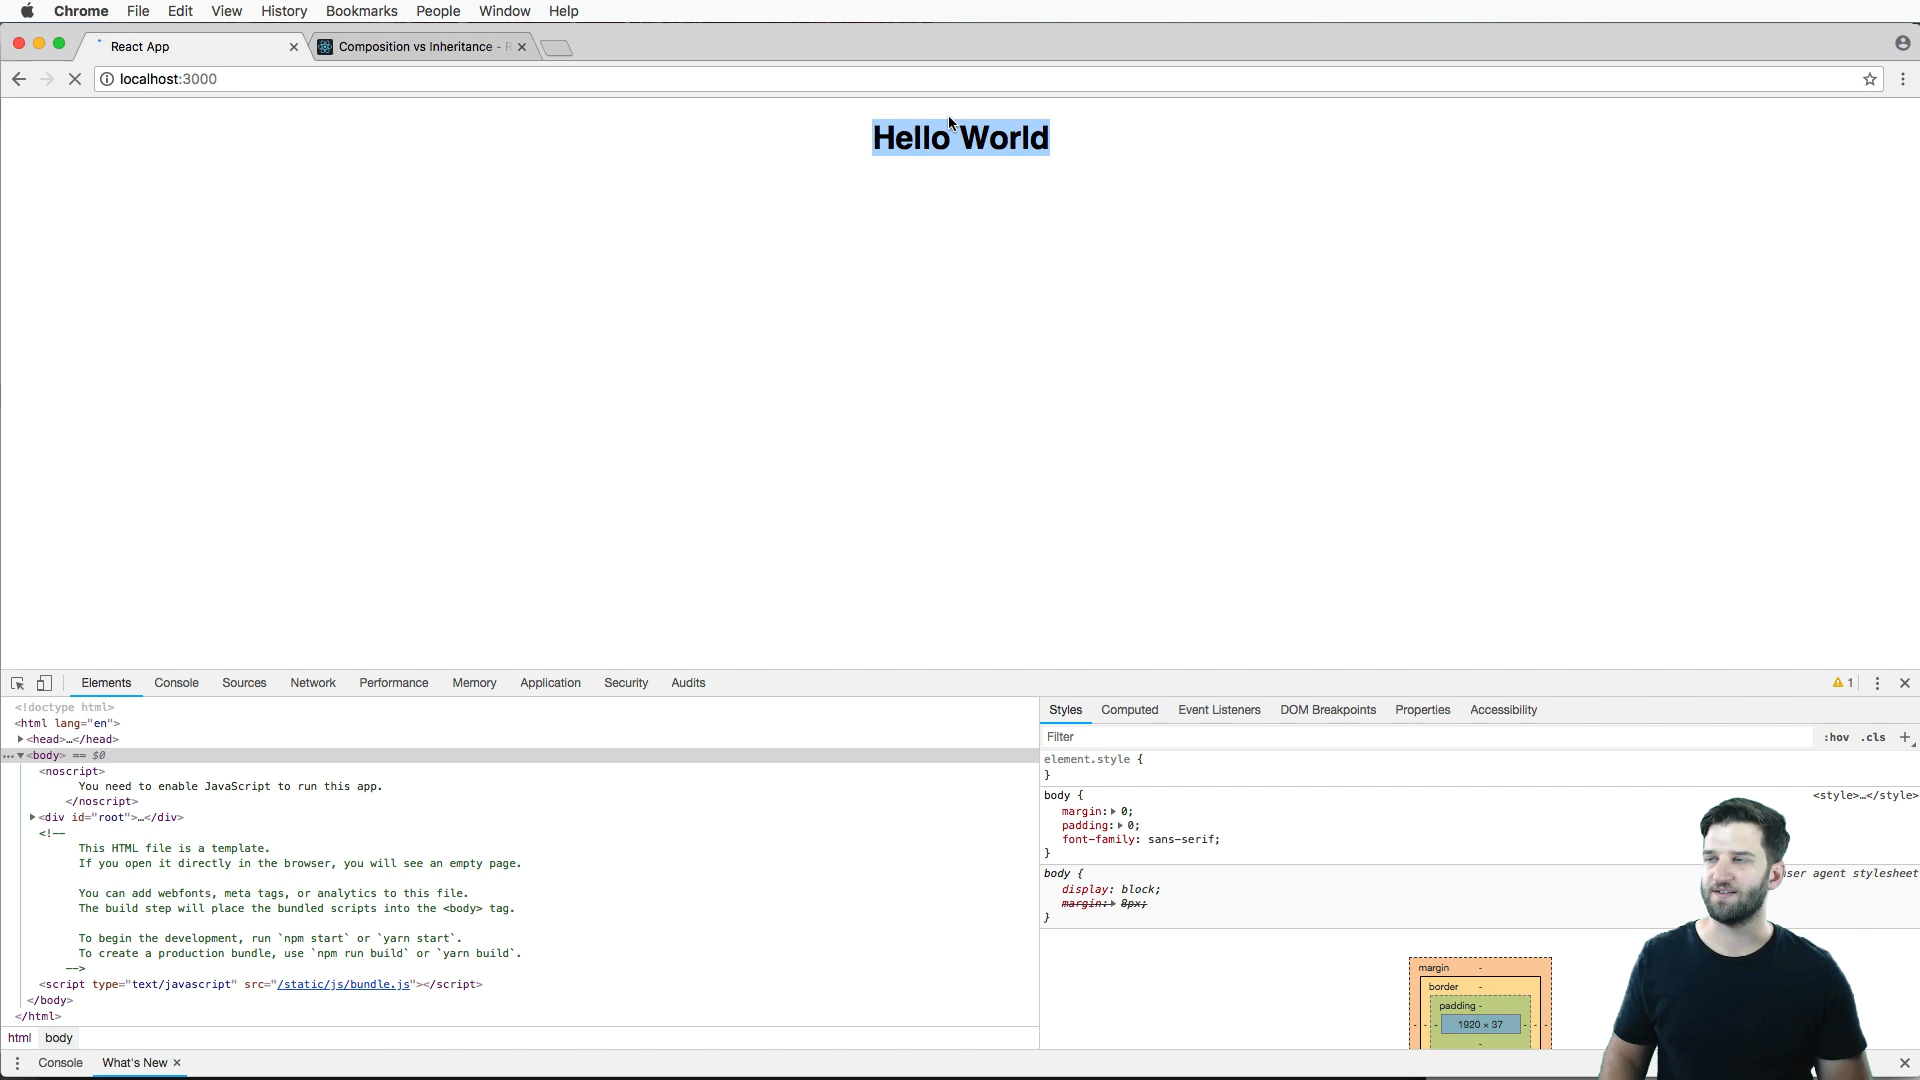 Chrome File Edit View History Bookmarks People Window Help
React App
Composition vs Inheritance - R
localhost:3000
Hello World
Elements Console Sources Network Performance Memory Application Security Audits
1
<!doctype html>
<html lang="en">
<head>…</head>
<body> == $0
<noscript>
You need to enable JavaScript to run this app.
</noscript>
<div id="root">…</div>
<!--
This HTML file is a template.
If you open it directly in the browser, you will see an empty page.
You can add webfonts, meta tags, or analytics to this file.
The build step will place the bundled scripts into the <body> tag.
To begin the development, run `npm start` or `yarn start`.
To create a production bundle, use `npm run build` or `yarn build`.
-->
<script type="text/javascript" src="/static/js/bundle.js"></script>
</body>
</html>
html body
Styles Computed Event Listeners DOM Breakpoints Properties Accessibility
Filter
:hov .cls +
element.style {
}
body {
<style>…</style>
margin: 0;
padding: 0;
font-family: sans-serif;
}
body {
ser agent stylesheet
display: block;
margin: 8px;
}
margin -
border -
padding -
1920 × 37
Console What's New